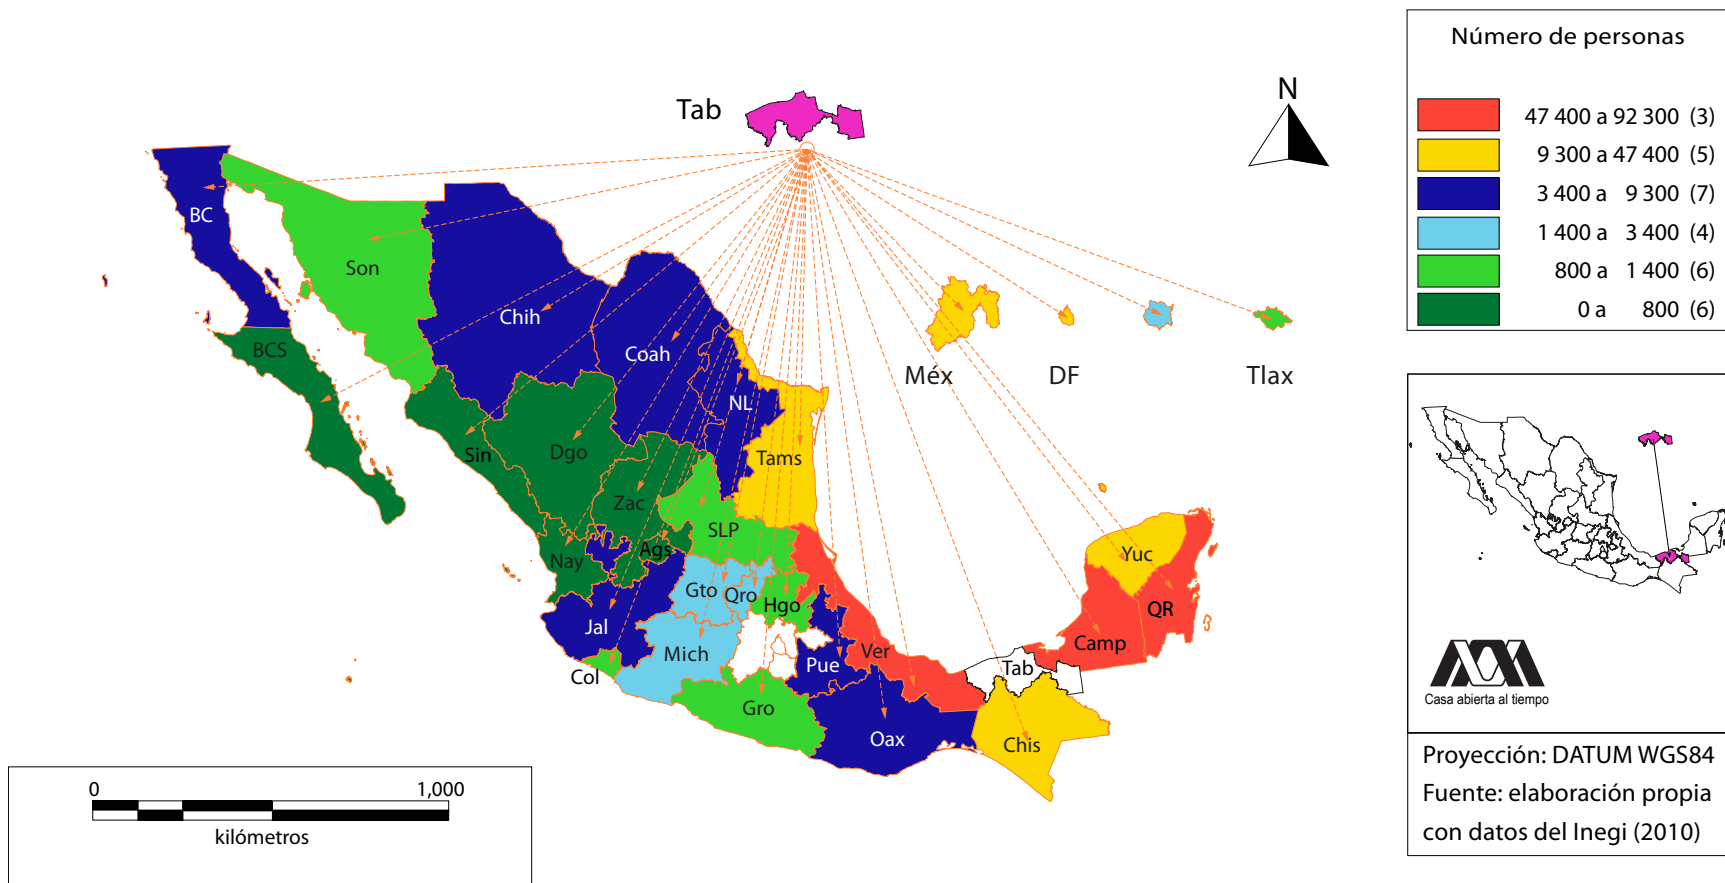 Tab
N
BC
Son
Chih
BCS
Coah
NL
Sin
Dgo
Tams
Zac
SLP
Nay
Ags
Gto
Qro
Hgo
Jal
Mich
Col
Gro
Pue
Ver
Oax
Tab
Chis
Camp
QR
Yuc
Méx
DF
Tlax
0 1,000
kilómetros
Número de personas
47 400 a 92 300 (3)
9 300 a 47 400 (5)
3 400 a 9 300 (7)
1 400 a 3 400 (4)
800 a 1 400 (6)
0 a 800 (6)
Casa abierta al tiempo
Proyección: DATUM WGS84
Fuente: elaboración propia
con datos del Inegi (2010)